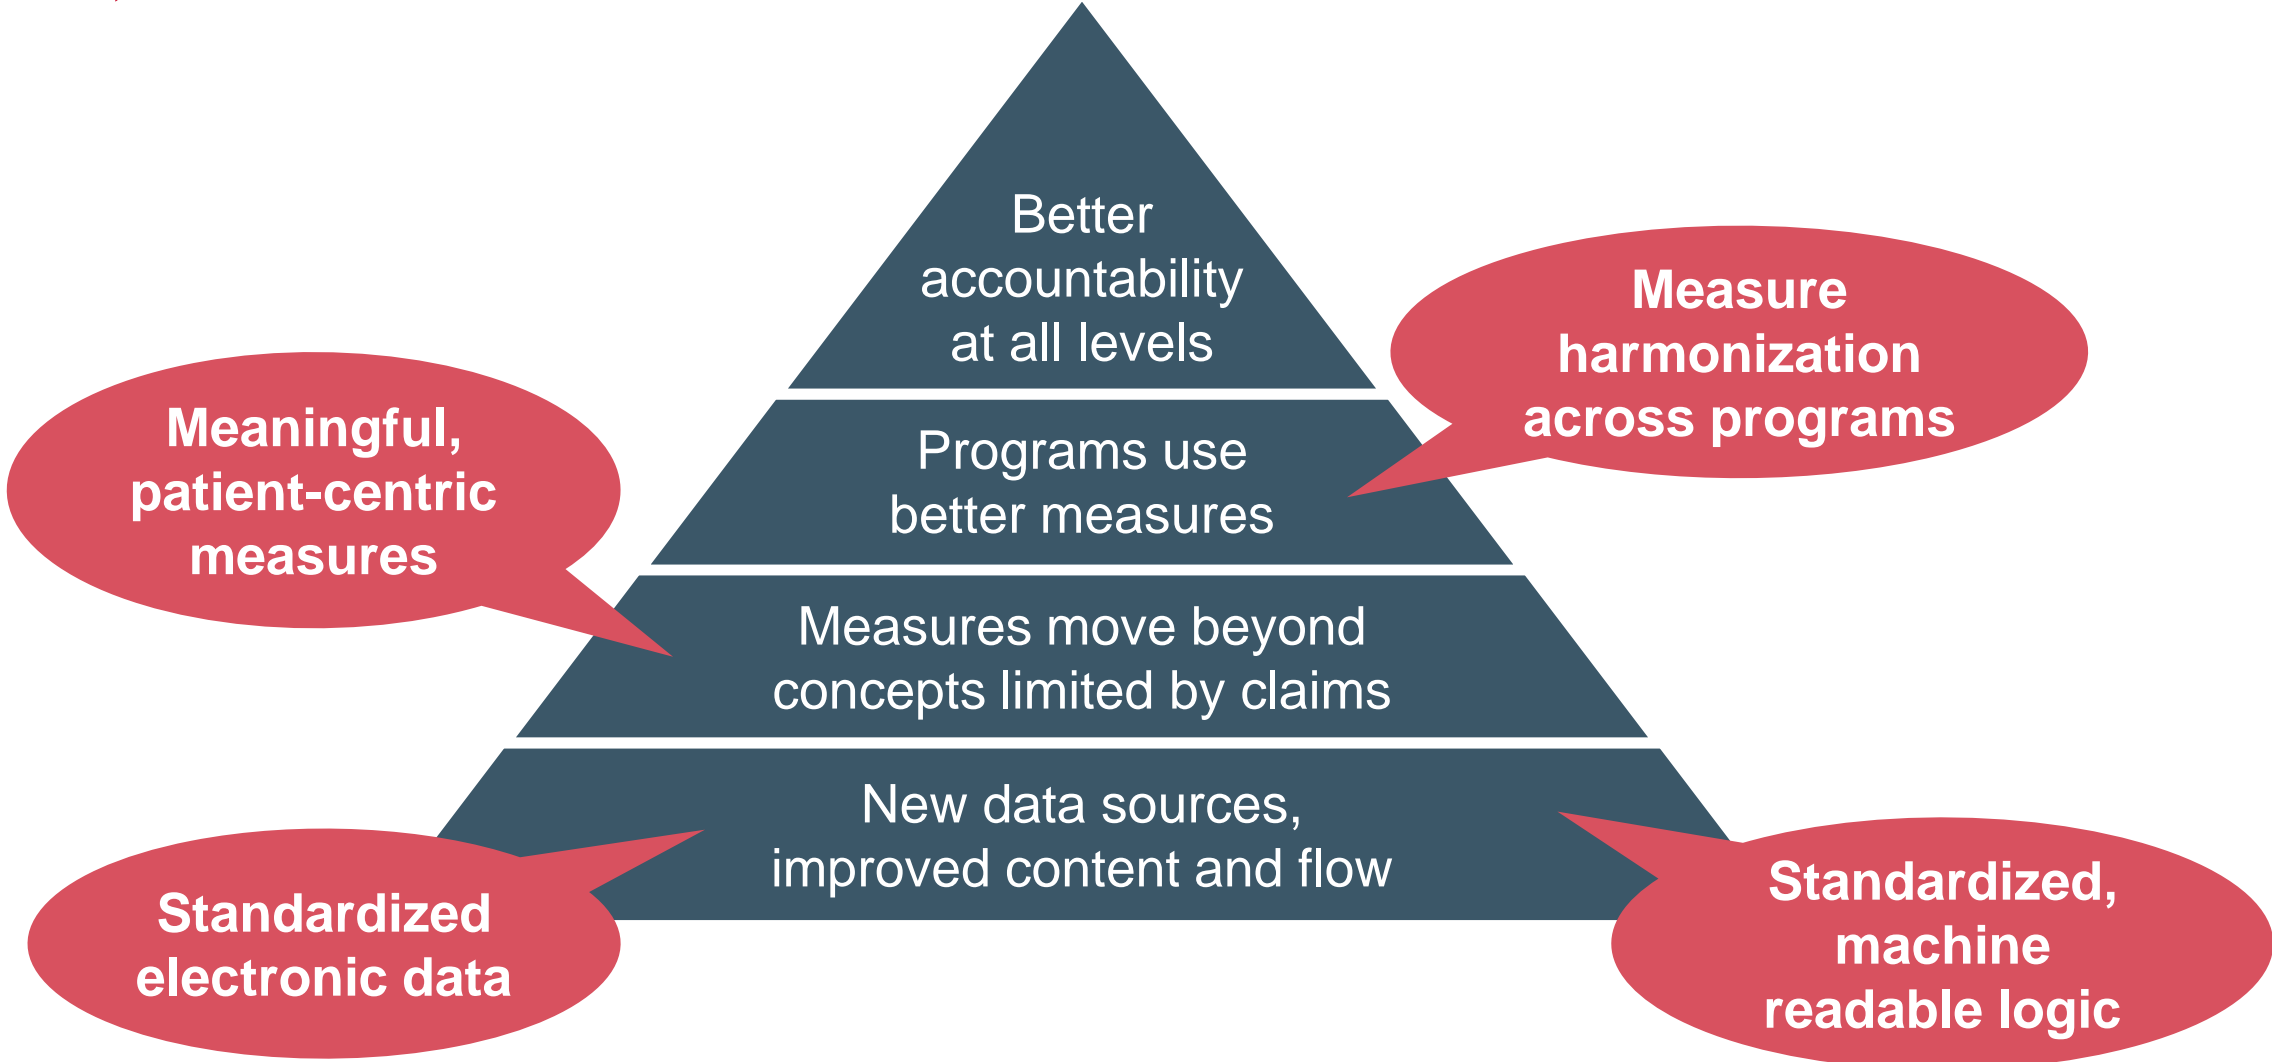 Better
accountability
at all levels
Measure
harmonization
across programs
Meaningful,
patient-centric
measures
Programs use
better measures
Measures move beyond
concepts limited by claims
New data sources,
improved content and flow
Standardized
electronic data
Standardized,
machine
readable logic